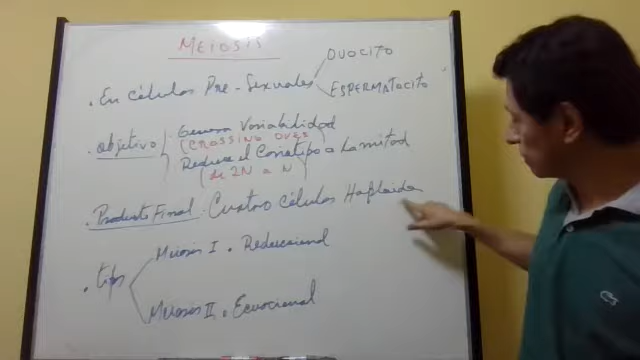 MEIOSIS
. En Células Pre-Sexuales
OVOCITO
ESPERMATOCITO
. Objetivo
Genera Variabilidad
(CROSSING OVER)
Reduce el Cariotipo a La mitad
(de 2N a N)
. Producto Final: Cuatro Células Haploides
. tipos
Meiosis I . Reduccional
Meiosis II . Ecuacional